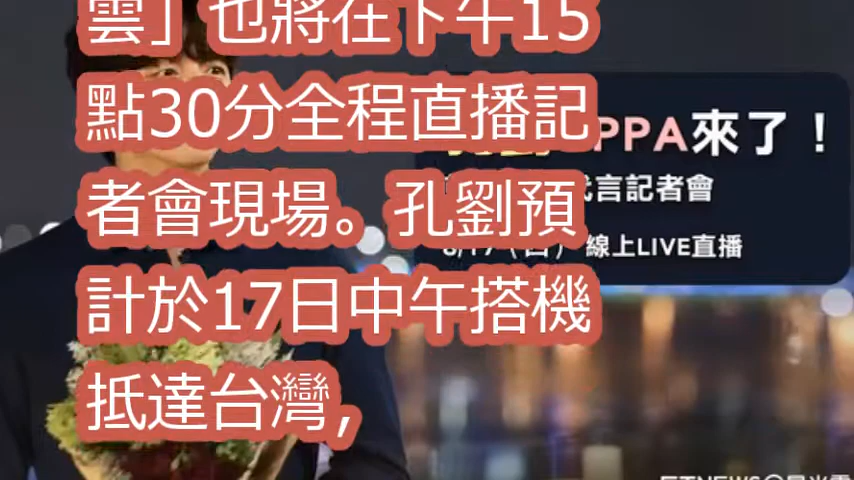 雲」也將在下午15
點30分全程直播記
者會現場。孔劉預
計於17日中午搭機
抵達台灣,
PPA來了！
言記者會
線上LIVE直播
ETNEWS